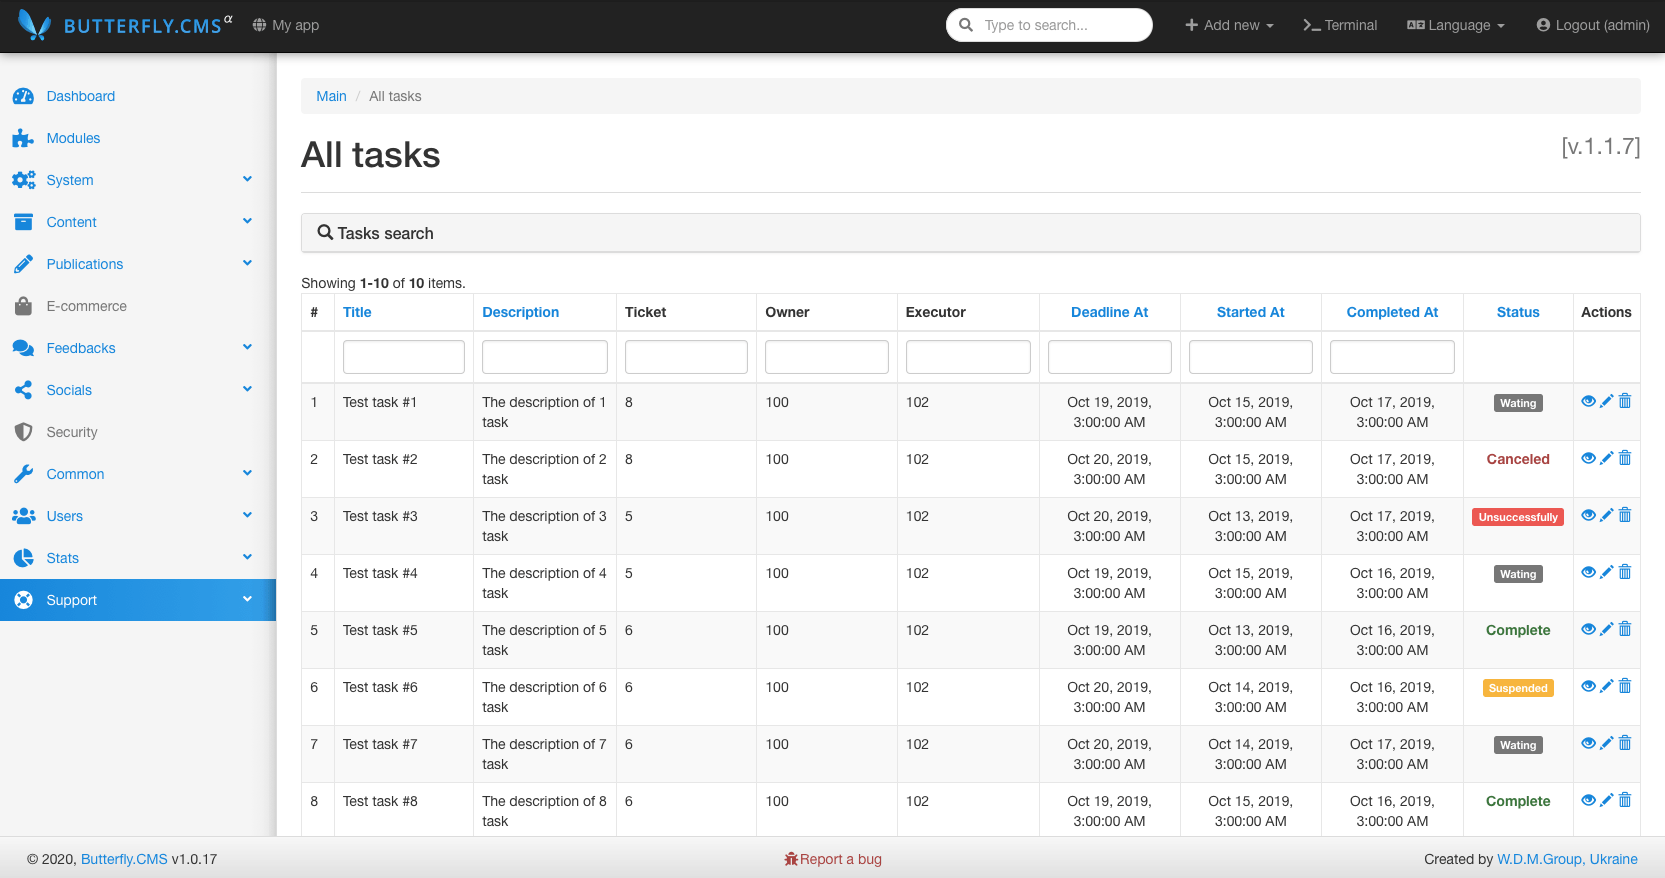 BUTTERFLY.CMS α My app Type to search... Add new Terminal Language Logout (admin)
Dashboard
Modules
System
Content
Publications
E-commerce
Feedbacks
Socials
Security
Common
Users
Stats
Support
Main / All tasks
All tasks [v.1.1.7]
Tasks search
Showing 1-10 of 10 items.
# Title Description Ticket Owner Executor Deadline At Started At Completed At Status Actions
1 Test task #1 The description of 1 8 100 102 Oct 19, 2019, Oct 15, 2019, Oct 17, 2019, Wating
task 3:00:00 AM 3:00:00 AM 3:00:00 AM
2 Test task #2 The description of 2 8 100 102 Oct 20, 2019, Oct 15, 2019, Oct 17, 2019, Canceled
task 3:00:00 AM 3:00:00 AM 3:00:00 AM
3 Test task #3 The description of 3 5 100 102 Oct 20, 2019, Oct 13, 2019, Oct 17, 2019, Unsuccessfully
task 3:00:00 AM 3:00:00 AM 3:00:00 AM
4 Test task #4 The description of 4 5 100 102 Oct 19, 2019, Oct 15, 2019, Oct 16, 2019, Wating
task 3:00:00 AM 3:00:00 AM 3:00:00 AM
5 Test task #5 The description of 5 6 100 102 Oct 19, 2019, Oct 13, 2019, Oct 16, 2019, Complete
task 3:00:00 AM 3:00:00 AM 3:00:00 AM
6 Test task #6 The description of 6 6 100 102 Oct 20, 2019, Oct 14, 2019, Oct 16, 2019, Suspended
task 3:00:00 AM 3:00:00 AM 3:00:00 AM
7 Test task #7 The description of 7 6 100 102 Oct 20, 2019, Oct 14, 2019, Oct 17, 2019, Wating
task 3:00:00 AM 3:00:00 AM 3:00:00 AM
8 Test task #8 The description of 8 6 100 102 Oct 19, 2019, Oct 15, 2019, Oct 16, 2019, Complete
task 3:00:00 AM 3:00:00 AM 3:00:00 AM
© 2020, Butterfly.CMS v1.0.17 Report a bug Created by W.D.M.Group, Ukraine